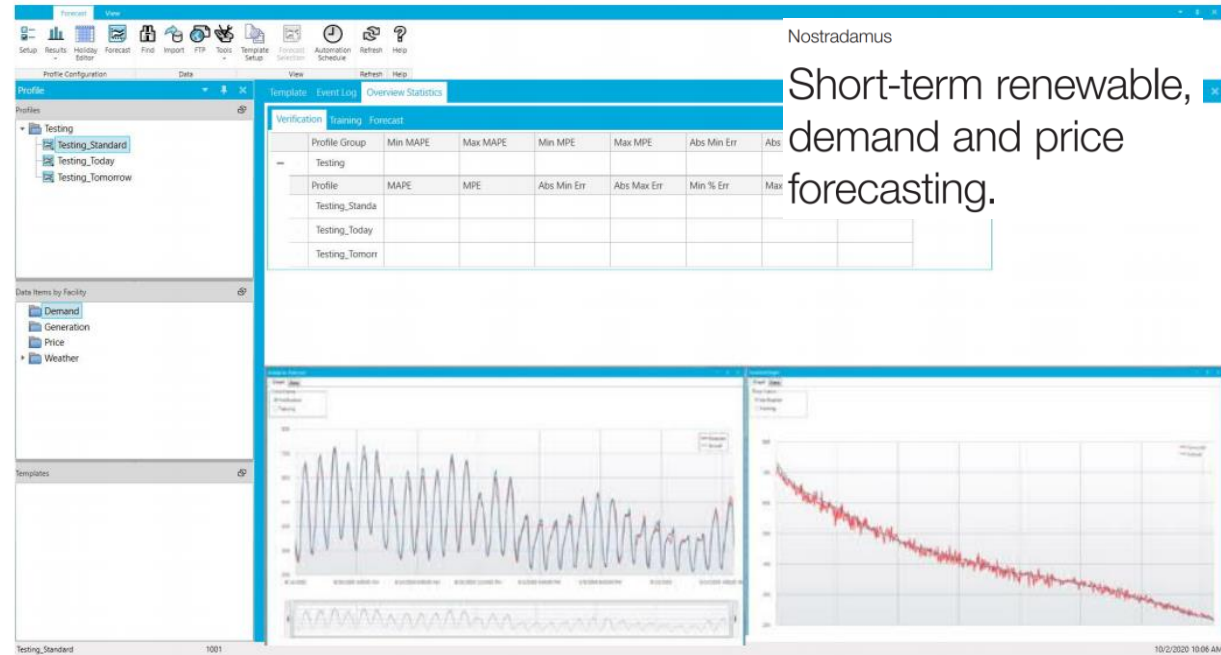 Forecast View
Setup Results Holiday Editor Forecast Find Import FTP Tools Template Setup Forecast Selection Automation Schedule Refresh Help
Profile Configuration Data View Refresh Help
Nostradamus
Short-term renewable,
demand and price
forecasting.
Profile
Profiles
Testing
Testing_Standard
Testing_Today
Testing_Tomorrow
Data Items by Facility
Demand
Generation
Price
Weather
Templates
Template Event Log Overview Statistics
Verification Training Forecast
Profile Group Min MAPE Max MAPE Min MPE Max MPE Abs Min Err Abs
Testing
Profile MAPE MPE Abs Min Err Abs Max Err Min % Err Max
Testing_Standa
Testing_Today
Testing_Tomorr
Testing_Standard 1001 10/2/2020 10:06 AM